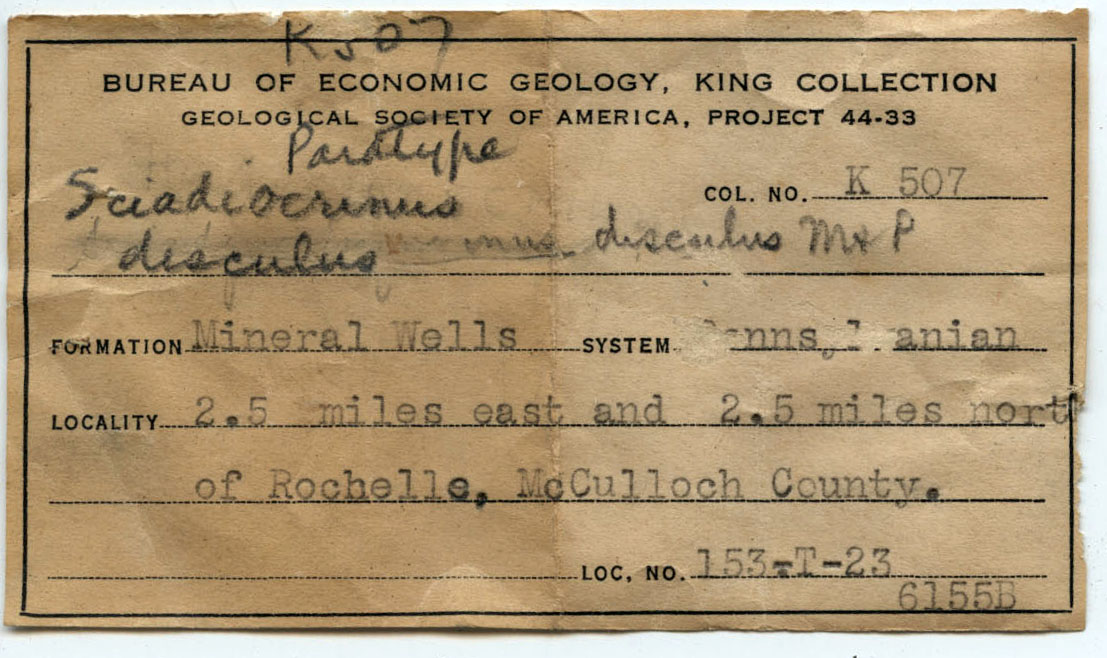 K507
BUREAU OF ECONOMIC GEOLOGY, KING COLLECTION
GEOLOGICAL SOCIETY OF AMERICA, PROJECT 44-33
Paratype
Sciadiocrinus COL. NO. K 507
disculus disculus M & P
FORMATION Mineral Wells SYSTEM
LOCALITY 2.5 miles east and 2.5 miles north
of Rochelle, McCulloch County.
LOC. NO. 153-T-23
6155B